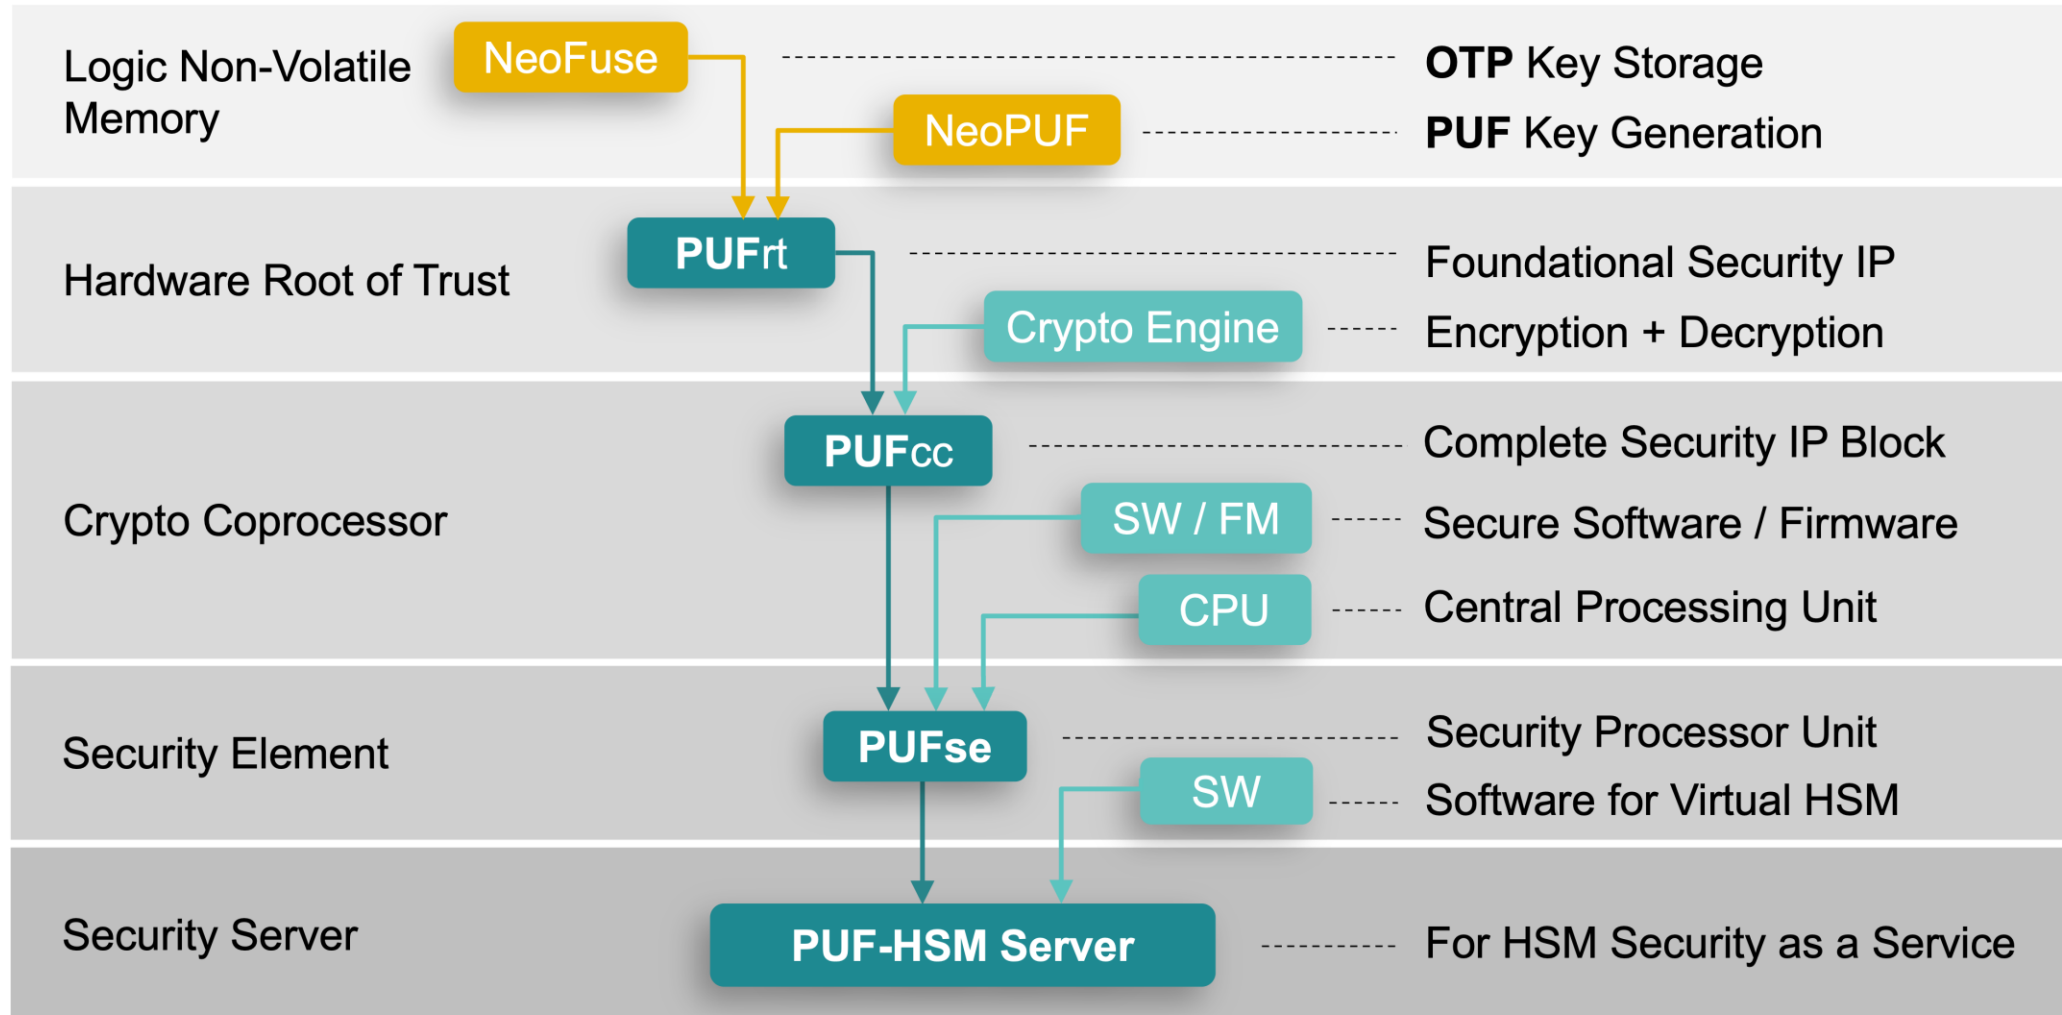 Logic Non-Volatile
Memory
NeoFuse
OTP Key Storage
NeoPUF
PUF Key Generation
Hardware Root of Trust
PUFrt
Foundational Security IP
Crypto Engine
Encryption + Decryption
Crypto Coprocessor
PUFcc
Complete Security IP Block
SW / FM
Secure Software / Firmware
CPU
Central Processing Unit
Security Element
PUFse
Security Processor Unit
SW
Software for Virtual HSM
Security Server
PUF-HSM Server
For HSM Security as a Service